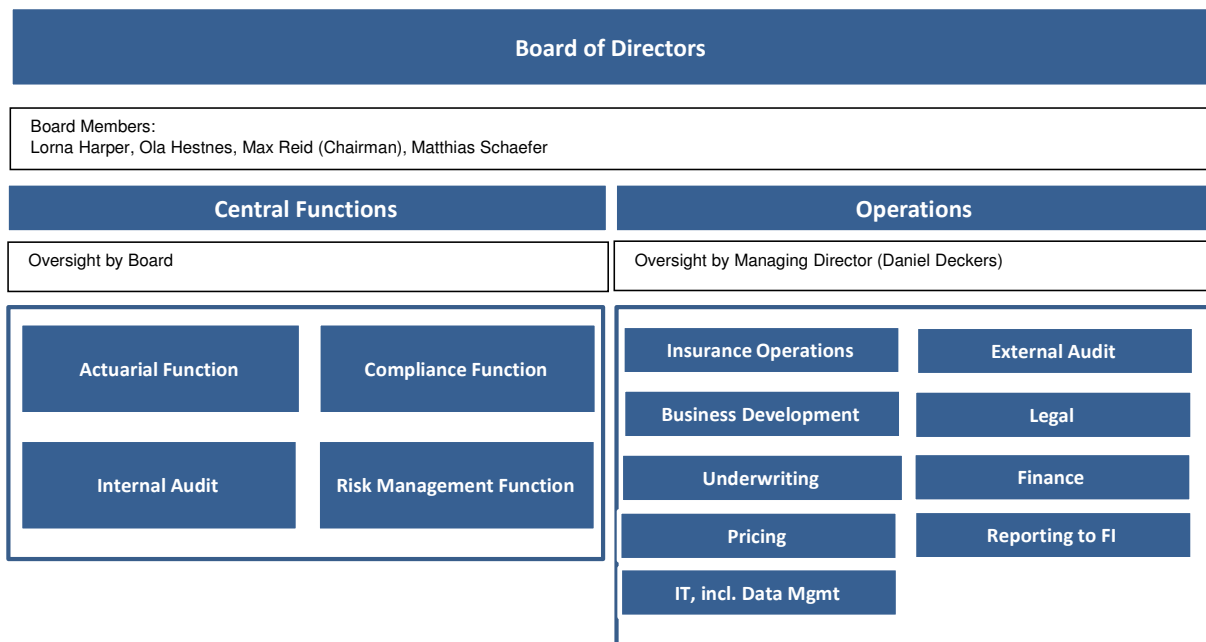 Board of Directors
Board Members:
Lorna Harper, Ola Hestnes, Max Reid (Chairman), Matthias Schaefer
Central Functions
Oversight by Board
Actuarial Function
Compliance Function
Internal Audit
Risk Management Function
Operations
Oversight by Managing Director (Daniel Deckers)
Insurance Operations
External Audit
Business Development
Legal
Underwriting
Finance
Pricing
Reporting to FI
IT, incl. Data Mgmt